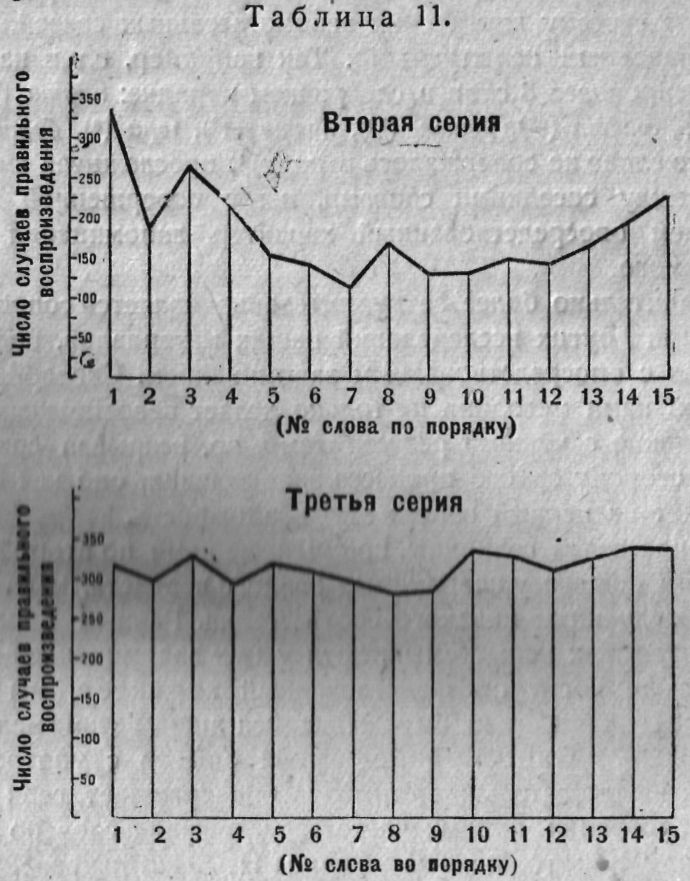 Таблица 11.
Вторая серия
Число случаев правильного
воспроизведения
350
300
250
200
150
100
50
1 2 3 4 5 6 7 8 9 10 11 12 13 14 15
(№ слова по порядку)
Третья серия
Число случаев правильного
воспроизведения
350
300
250
200
150
100
50
1 2 3 4 5 6 7 8 9 10 11 12 13 14 15
(№ слсва во порядку)